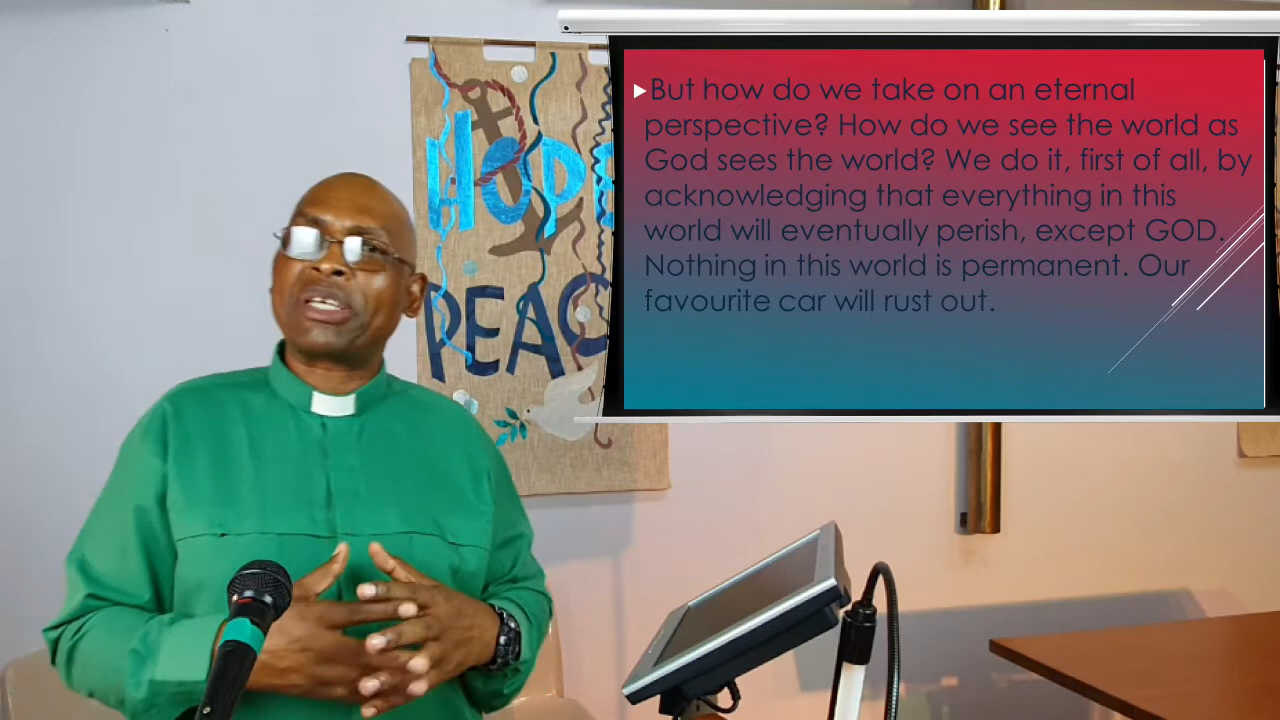 HOPE
PEAC
But how do we take on an eternal
perspective? How do we see the world as
God sees the world? We do it, first of all, by
acknowledging that everything in this
world will eventually perish, except GOD.
Nothing in this world is permanent. Our
favourite car will rust out.